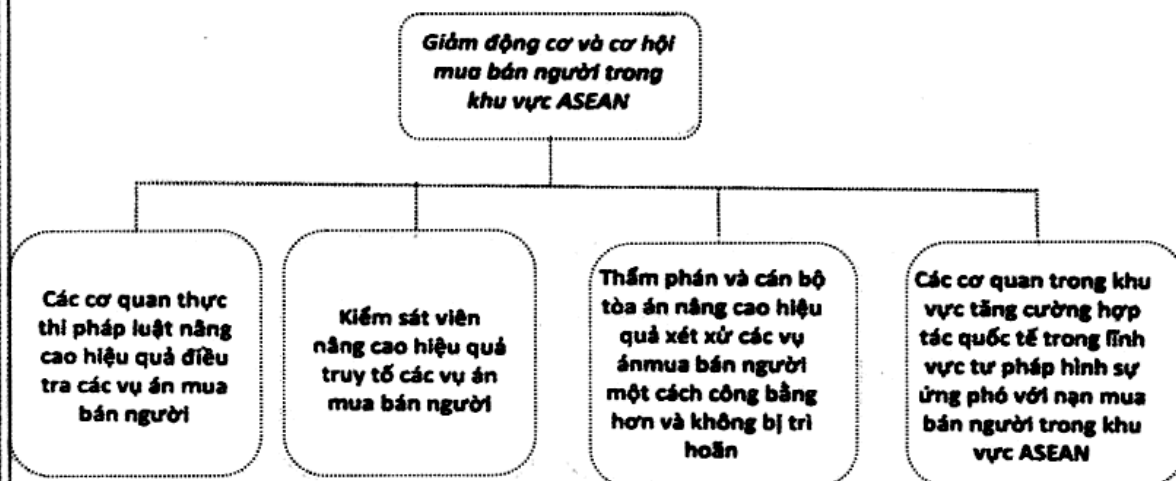 Giảm động cơ và cơ hội
mua bán người trong
khu vực ASEAN
Các cơ quan thực
thi pháp luật nâng
cao hiệu quả điều
tra các vụ án mua
bán người
Kiểm sát viên
nâng cao hiệu quả
truy tố các vụ án
mua bán người
Thẩm phán và cán bộ
tòa án nâng cao hiệu
quả xét xử các vụ
ánmua bán người
một cách công bằng
hơn và không bị trì
hoãn
Các cơ quan trong khu
vực tăng cường hợp
tác quốc tế trong lĩnh
vực tư pháp hình sự
ứng phó với nạn mua
bán người trong khu
vực ASEAN